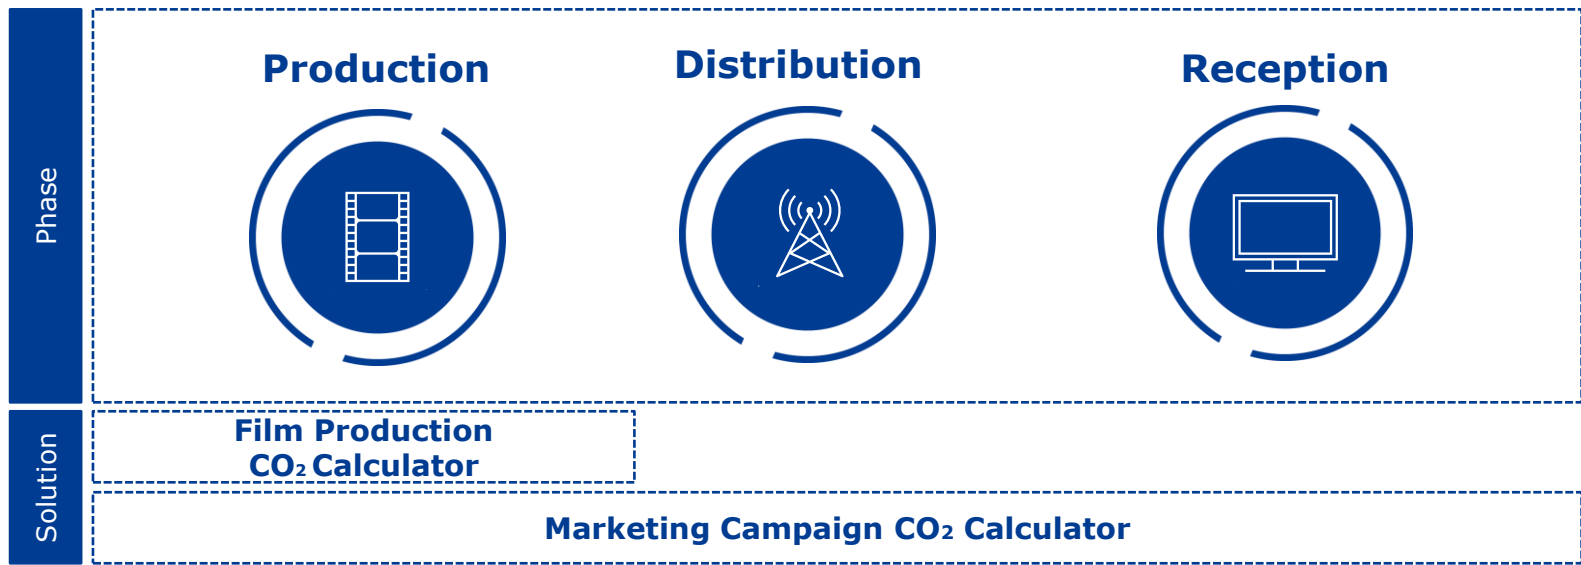 Phase
Production
Distribution
Reception
Solution
Film Production
CO₂ Calculator
Marketing Campaign CO₂ Calculator